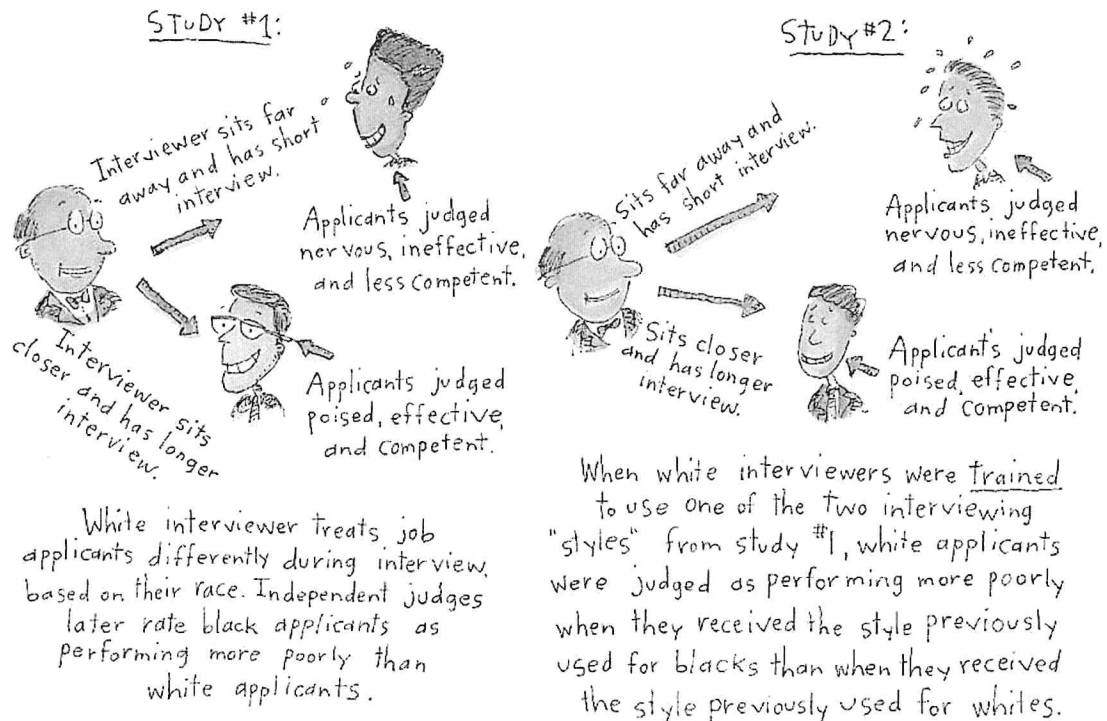 STUDY #1:
Interviewer sits far
away and has short
interview.
Applicants judged
nervous, ineffective,
and less competent.
Interviewer sits
closer and has longer
interview.
Applicants judged
poised, effective,
and competent.
White interviewer treats job
applicants differently during interview,
based on their race. Independent judges
later rate black applicants as
performing more poorly than
white applicants.
STUDY #2:
Sits far away and
has short interview.
Applicants judged
nervous, ineffective,
and less competent.
Sits closer
and has longer
interview.
Applicants judged
poised, effective,
and competent.
When white interviewers were trained
to use one of the two interviewing
"styles" from study #1, white applicants
were judged as performing more poorly
when they received the style previously
used for blacks than when they received
the style previously used for whites.